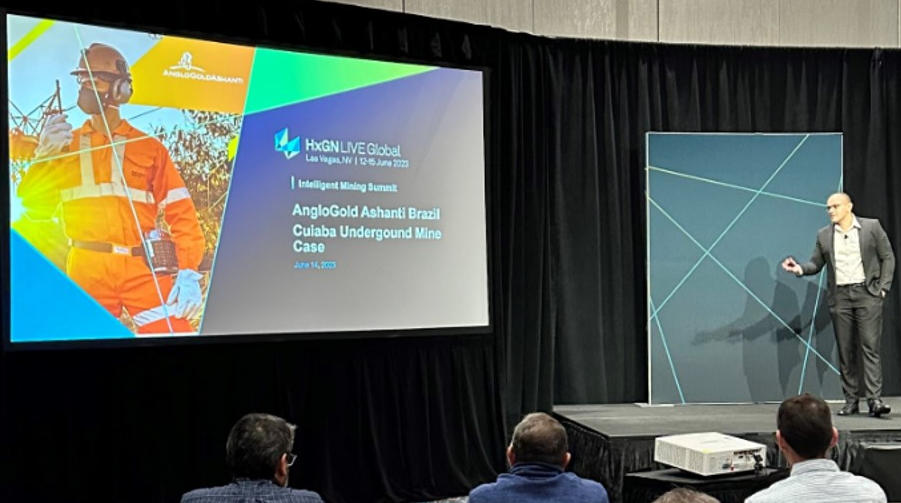 ANGLOGOLDASHANTI
HxGN LIVE Global
Las Vegas, NV | 12-15 June 2023
Intelligent Mining Summit
AngloGold Ashanti Brazil
Cuiaba Undergound Mine
Case
June 14, 2023